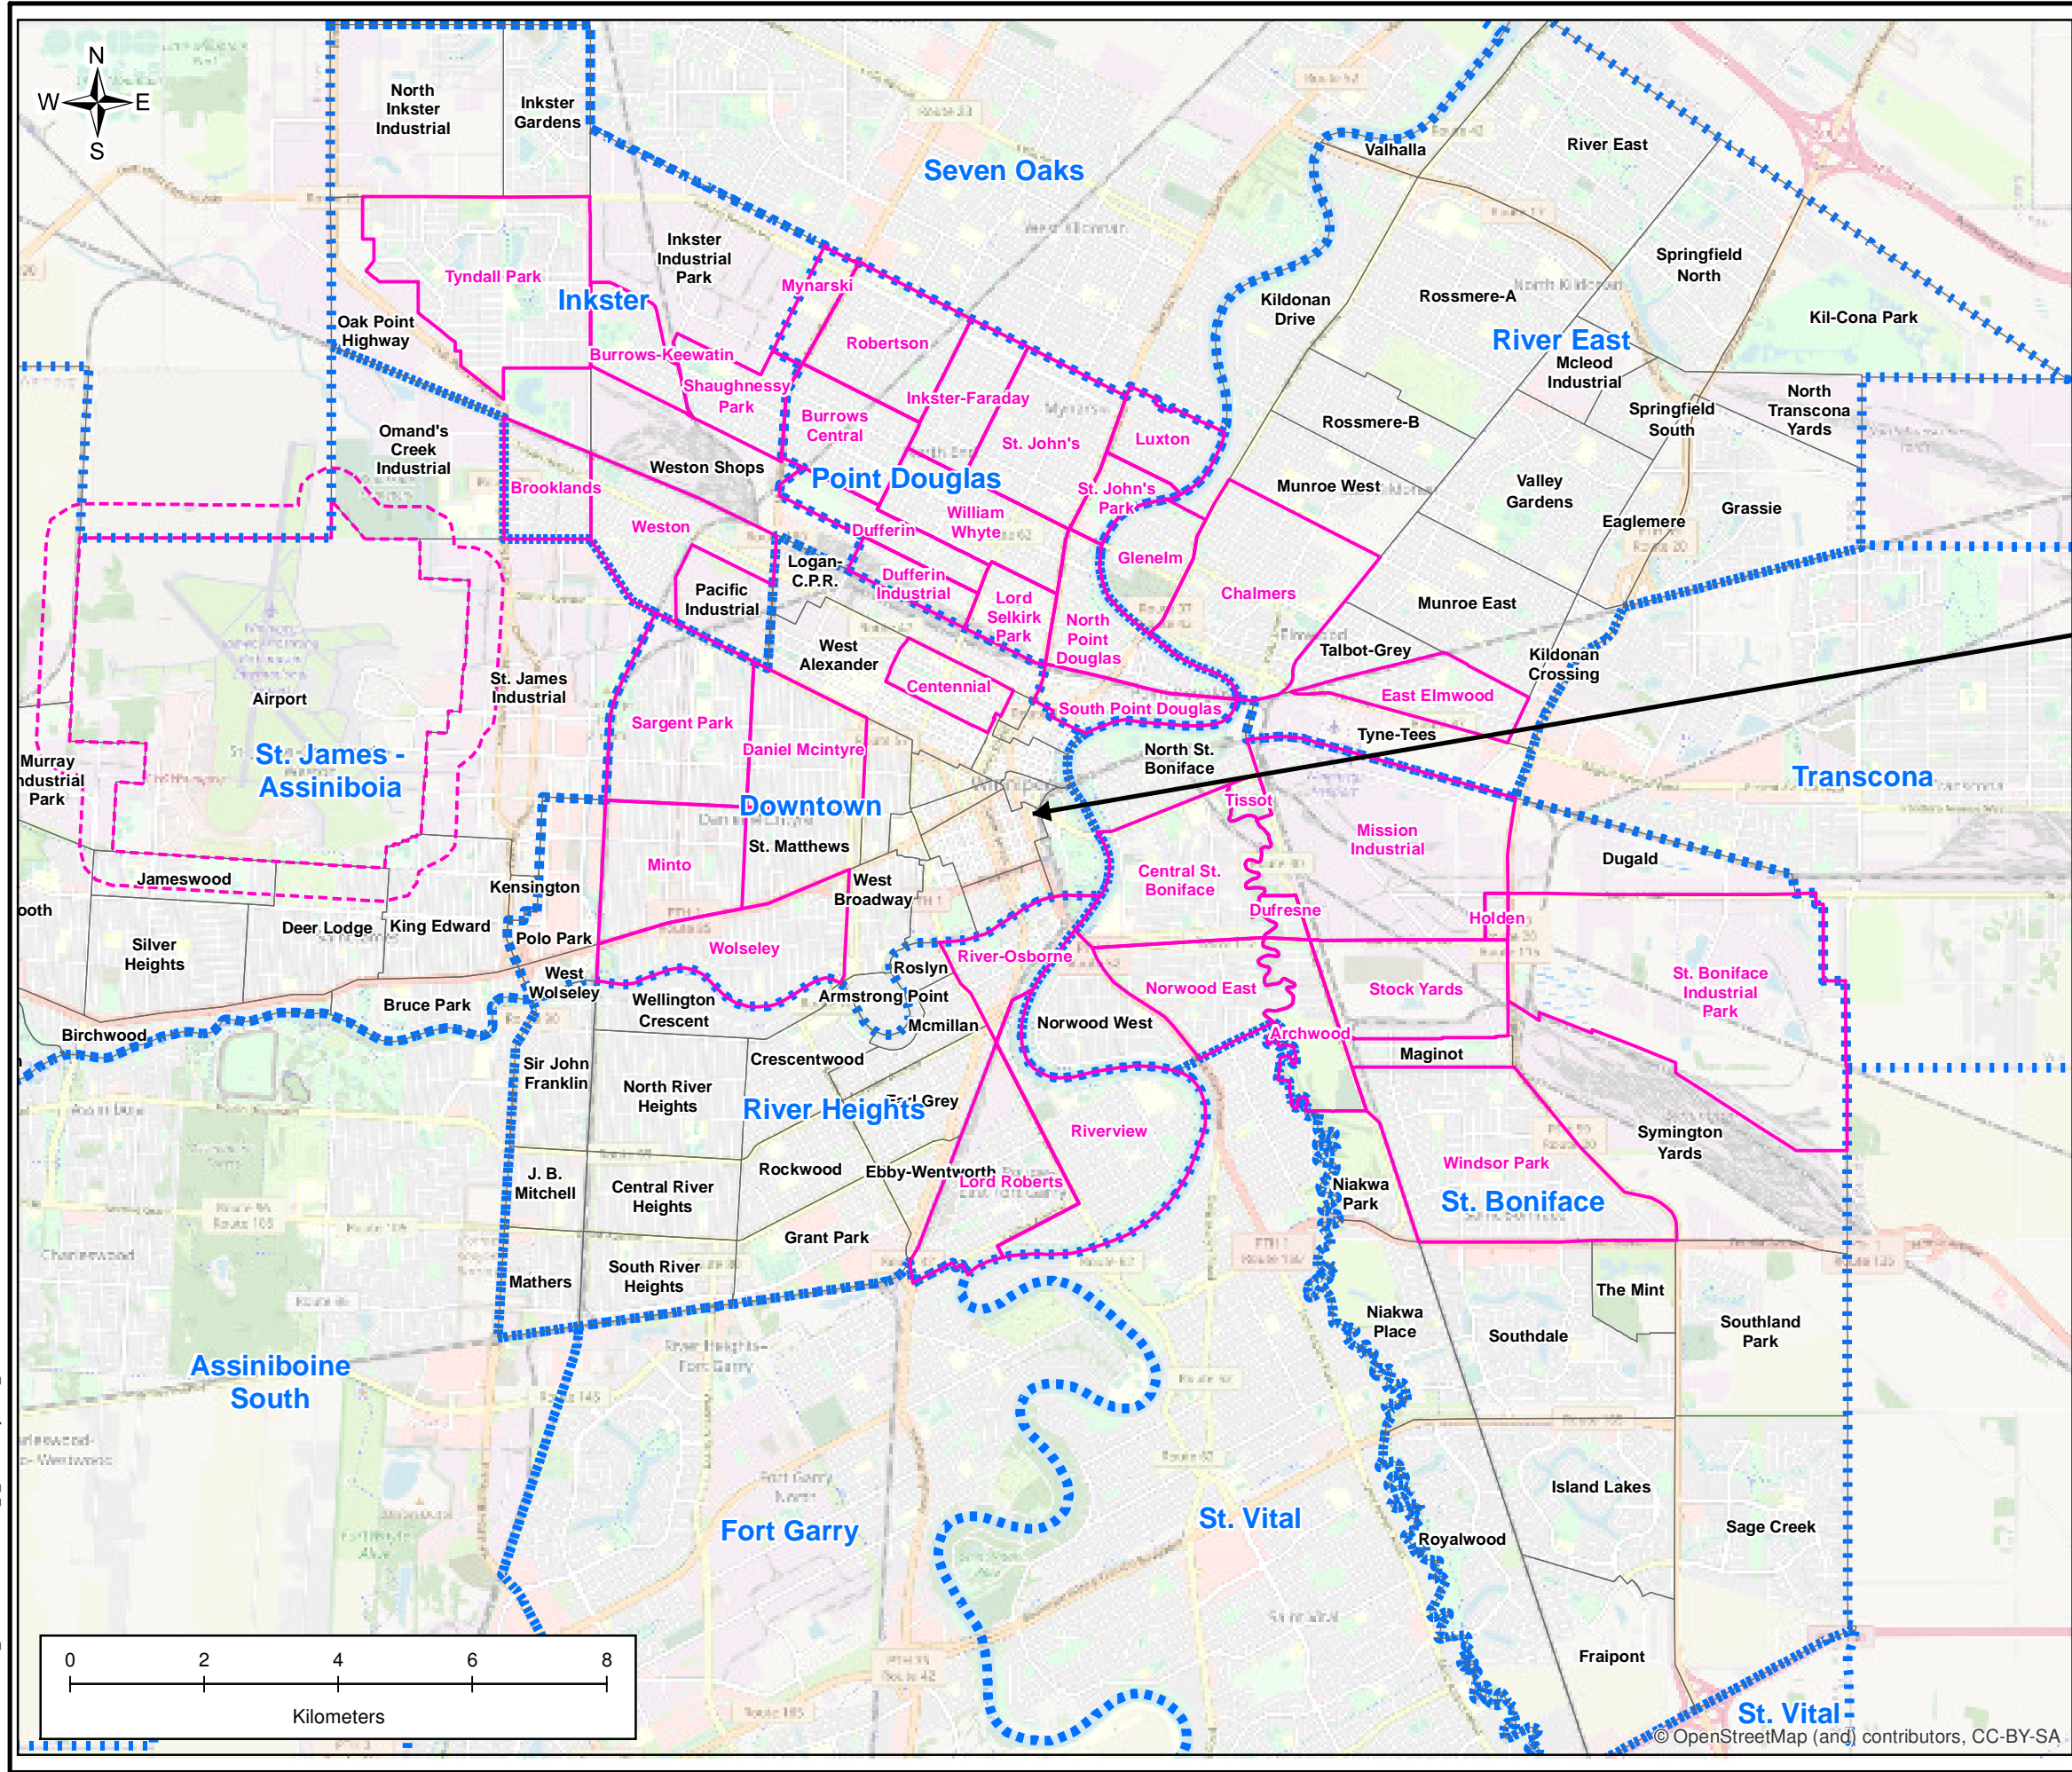 N
W E
S
North
Inkster
Industrial
Inkster
Gardens
Seven Oaks
Valhalla
River East
Inkster
Industrial
Park
Tyndall Park
Mynarski
Inkster
Springfield
North
Kildonan
Drive
Rossmere-A
Kil-Cona Park
Oak Point
Highway
Robertson
River East
Burrows-Keewatin
Mcleod
Industrial
Shaughnessy
Park
Inkster-Faraday
Burrows
Central
Rossmere-B
Springfield
South
North
Transcona
Yards
Omand's
Creek
Industrial
St. John's
Luxton
Weston Shops
Point Douglas
Brooklands
St. John's
Park
Munroe West
Valley
Gardens
Weston
William
Whyte
Dufferin
Eaglemere
Grassie
Glenelm
Logan-
C.P.R.
Pacific
Industrial
Dufferin
Industrial
Lord
Selkirk
Park
North
Point
Douglas
Chalmers
Munroe East
West
Alexander
Talbot-Grey
Kildonan
Crossing
St. James
Industrial
Airport
Centennial
East Elmwood
South Point Douglas
Sargent Park
Daniel Mcintyre
Tyne-Tees
North St.
Boniface
St. James -
Assiniboia
Murray
ndustrial
Park
Transcona
Downtown
Tissot
Mission
Industrial
St. Matthews
Minto
Dugald
Jameswood
Kensington
West
Broadway
Central St.
Boniface
ooth
Deer Lodge
King Edward
Dufresne
Holden
Silver
Heights
Polo Park
Wolseley
River-Osborne
Roslyn
West
Wolseley
Bruce Park
Wellington
Crescent
Armstrong Point
Norwood East
Stock Yards
St. Boniface
Industrial
Park
Birchwood
Mcmillan
Norwood West
Archwood
Maginot
Sir John
Franklin
Crescentwood
North River
Heights
River Heights
Earl Grey
Riverview
Symington
Yards
J. B.
Mitchell
Central River
Heights
Rockwood
Ebby-Wentworth
Lord Roberts
Windsor Park
Niakwa
Park
St. Boniface
Grant Park
Mathers
South River
Heights
The Mint
Niakwa
Place
Southdale
Southland
Park
Assiniboine
South
Island Lakes
Fort Garry
St. Vital
Royalwood
Sage Creek
Fraipont
St. Vital
0 2 4 6 8
Kilometers
© OpenStreetMap (and) contributors, CC-BY-SA